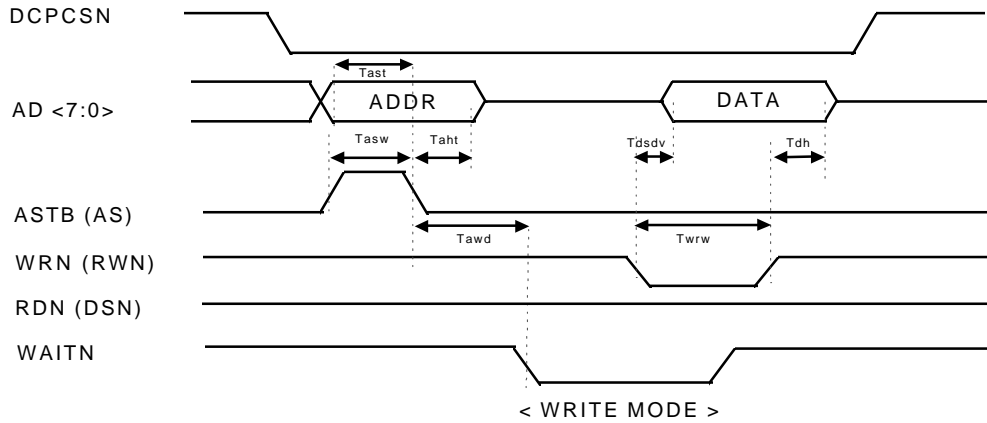 DCPCSN
Tast
AD <7:0>
ADDR
DATA
Tasw
Taht
Tdsdv
Tdh
ASTB (AS)
Tawd
Twrw
WRN (RWN)
RDN (DSN)
WAITN
< WRITE MODE >